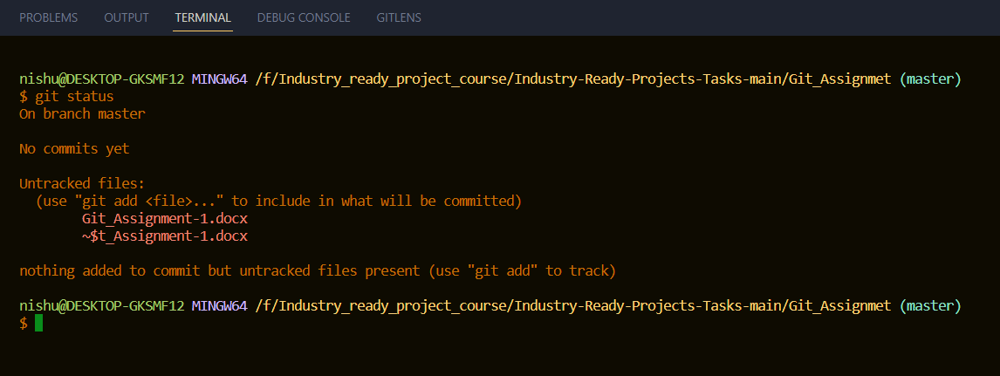 PROBLEMS OUTPUT TERMINAL DEBUG CONSOLE GITLENS
nishu@DESKTOP-GKSMF12 MINGW64 /f/Industry_ready_project_course/Industry-Ready-Projects-Tasks-main/Git_Assignmet (master)
$ git status
On branch master
No commits yet
Untracked files:
(use "git add <file>..." to include in what will be committed)
Git_Assignment-1.docx
~$t_Assignment-1.docx
nothing added to commit but untracked files present (use "git add" to track)
nishu@DESKTOP-GKSMF12 MINGW64 /f/Industry_ready_project_course/Industry-Ready-Projects-Tasks-main/Git_Assignmet (master)
$